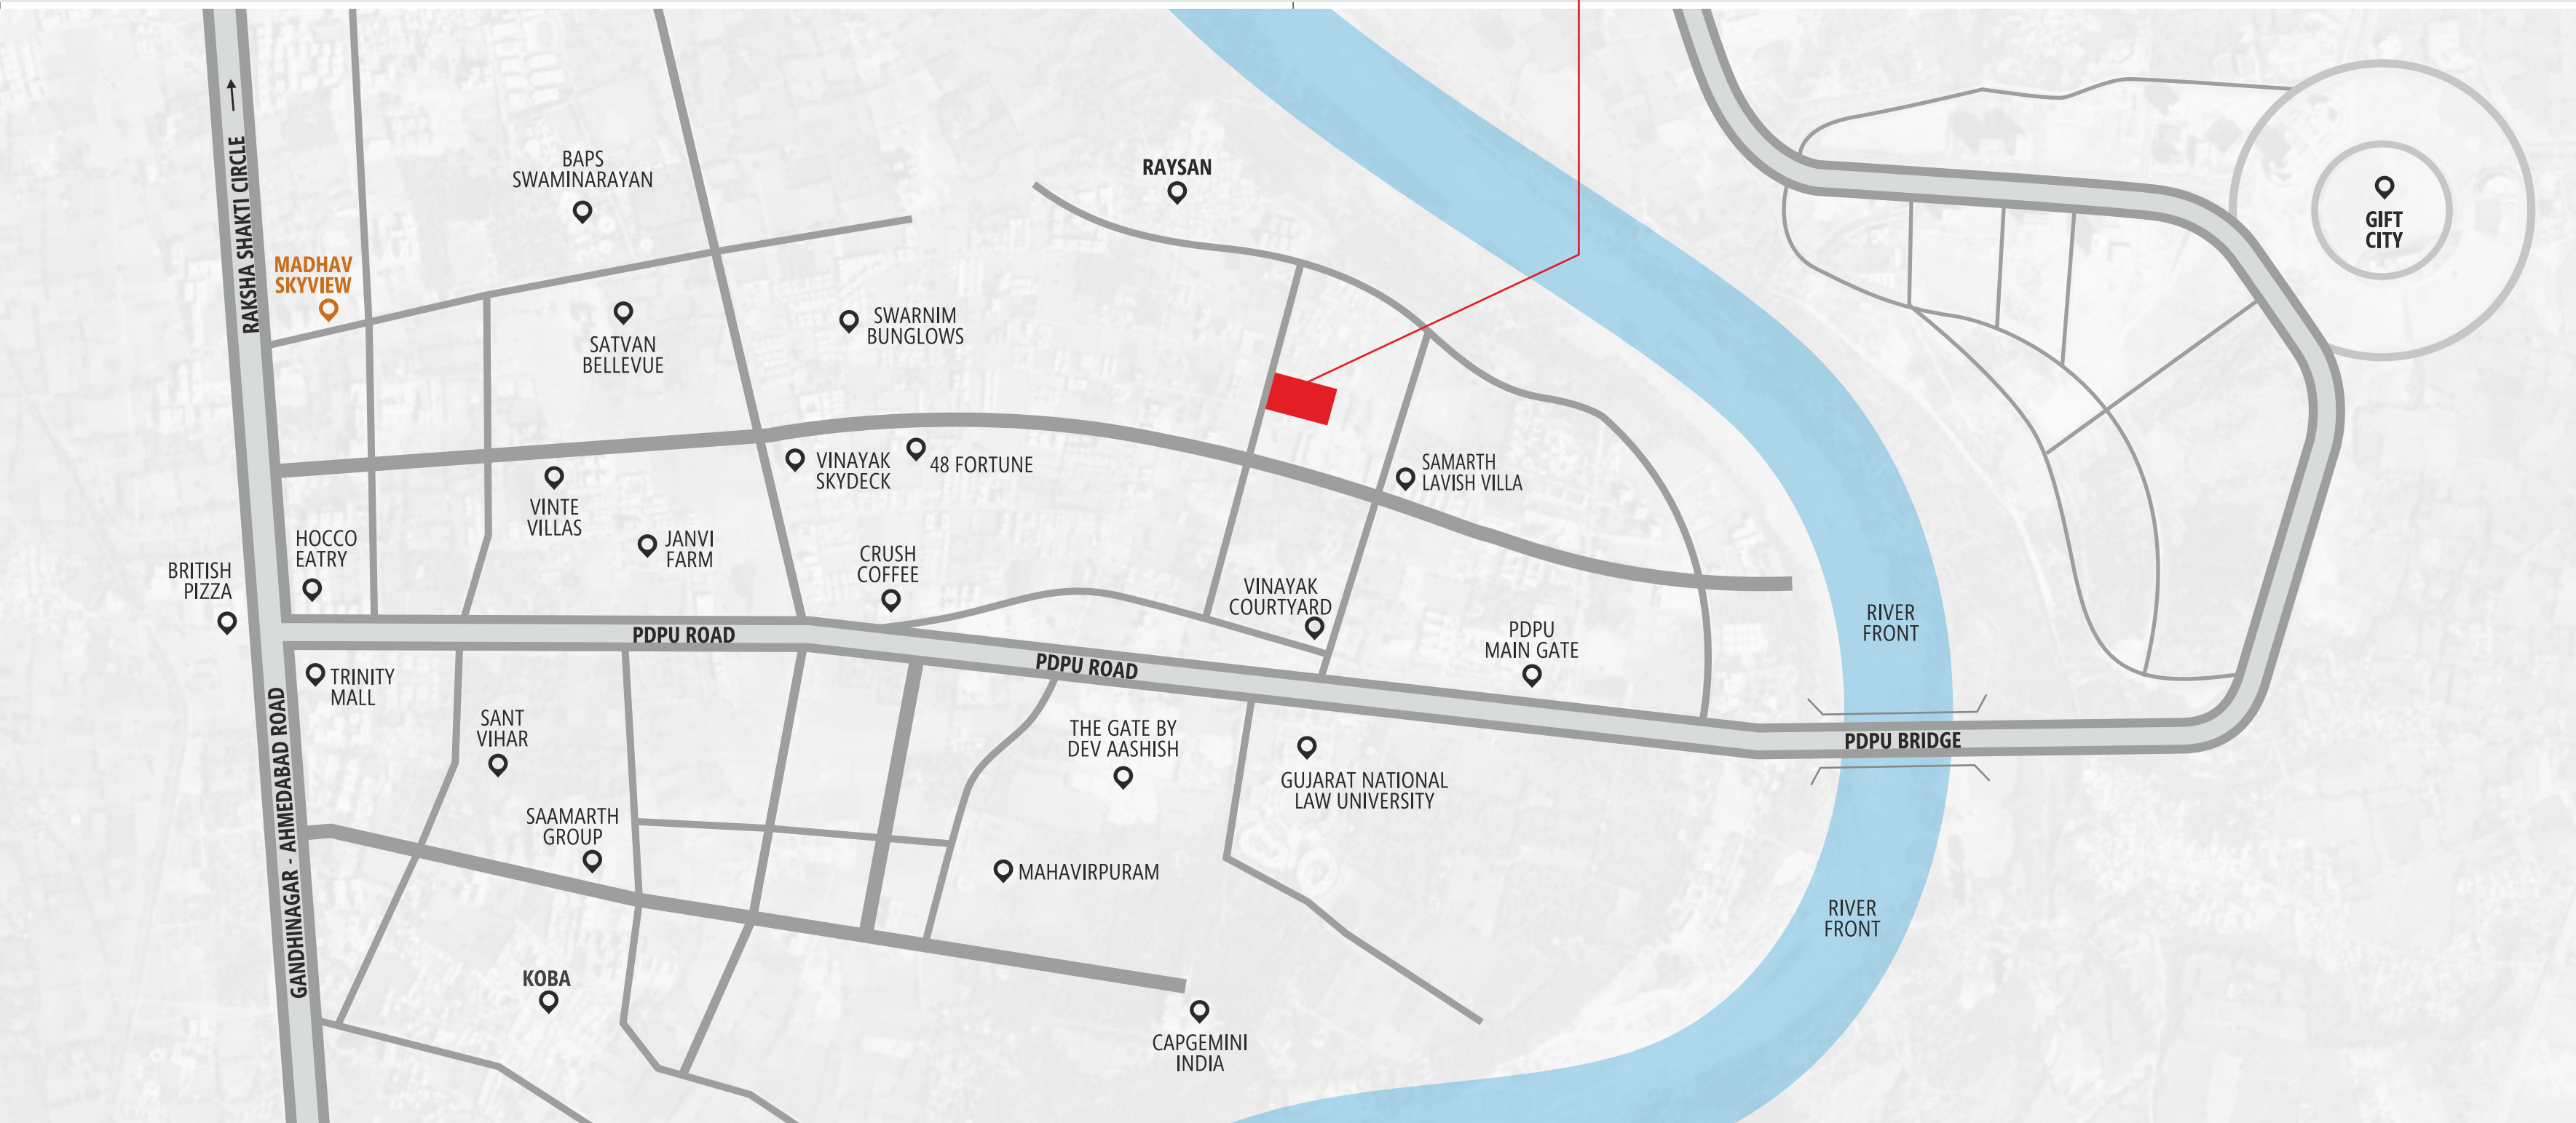 RAKSHA SHAKTI CIRCLE
BAPS
SWAMINARAYAN
RAYSAN
GIFT
CITY
MADHAV
SKYVIEW
SATVAN
BELLEVUE
SWARNIM
BUNGLOWS
VINAYAK
SKYDECK
48 FORTUNE
SAMARTH
LAVISH VILLA
VINTE
VILLAS
JANVI
FARM
HOCCO
EATRY
BRITISH
PIZZA
CRUSH
COFFEE
VINAYAK
COURTYARD
PDPU
MAIN GATE
RIVER
FRONT
PDPU ROAD
PDPU ROAD
TRINITY
MALL
SANT
VIHAR
THE GATE BY
DEV AASHISH
GUJARAT NATIONAL
LAW UNIVERSITY
PDPU BRIDGE
GANDHINAGAR - AHMEDABAD ROAD
SAAMARTH
GROUP
MAHAVIRPURAM
RIVER
FRONT
KOBA
CAPGEMINI
INDIA